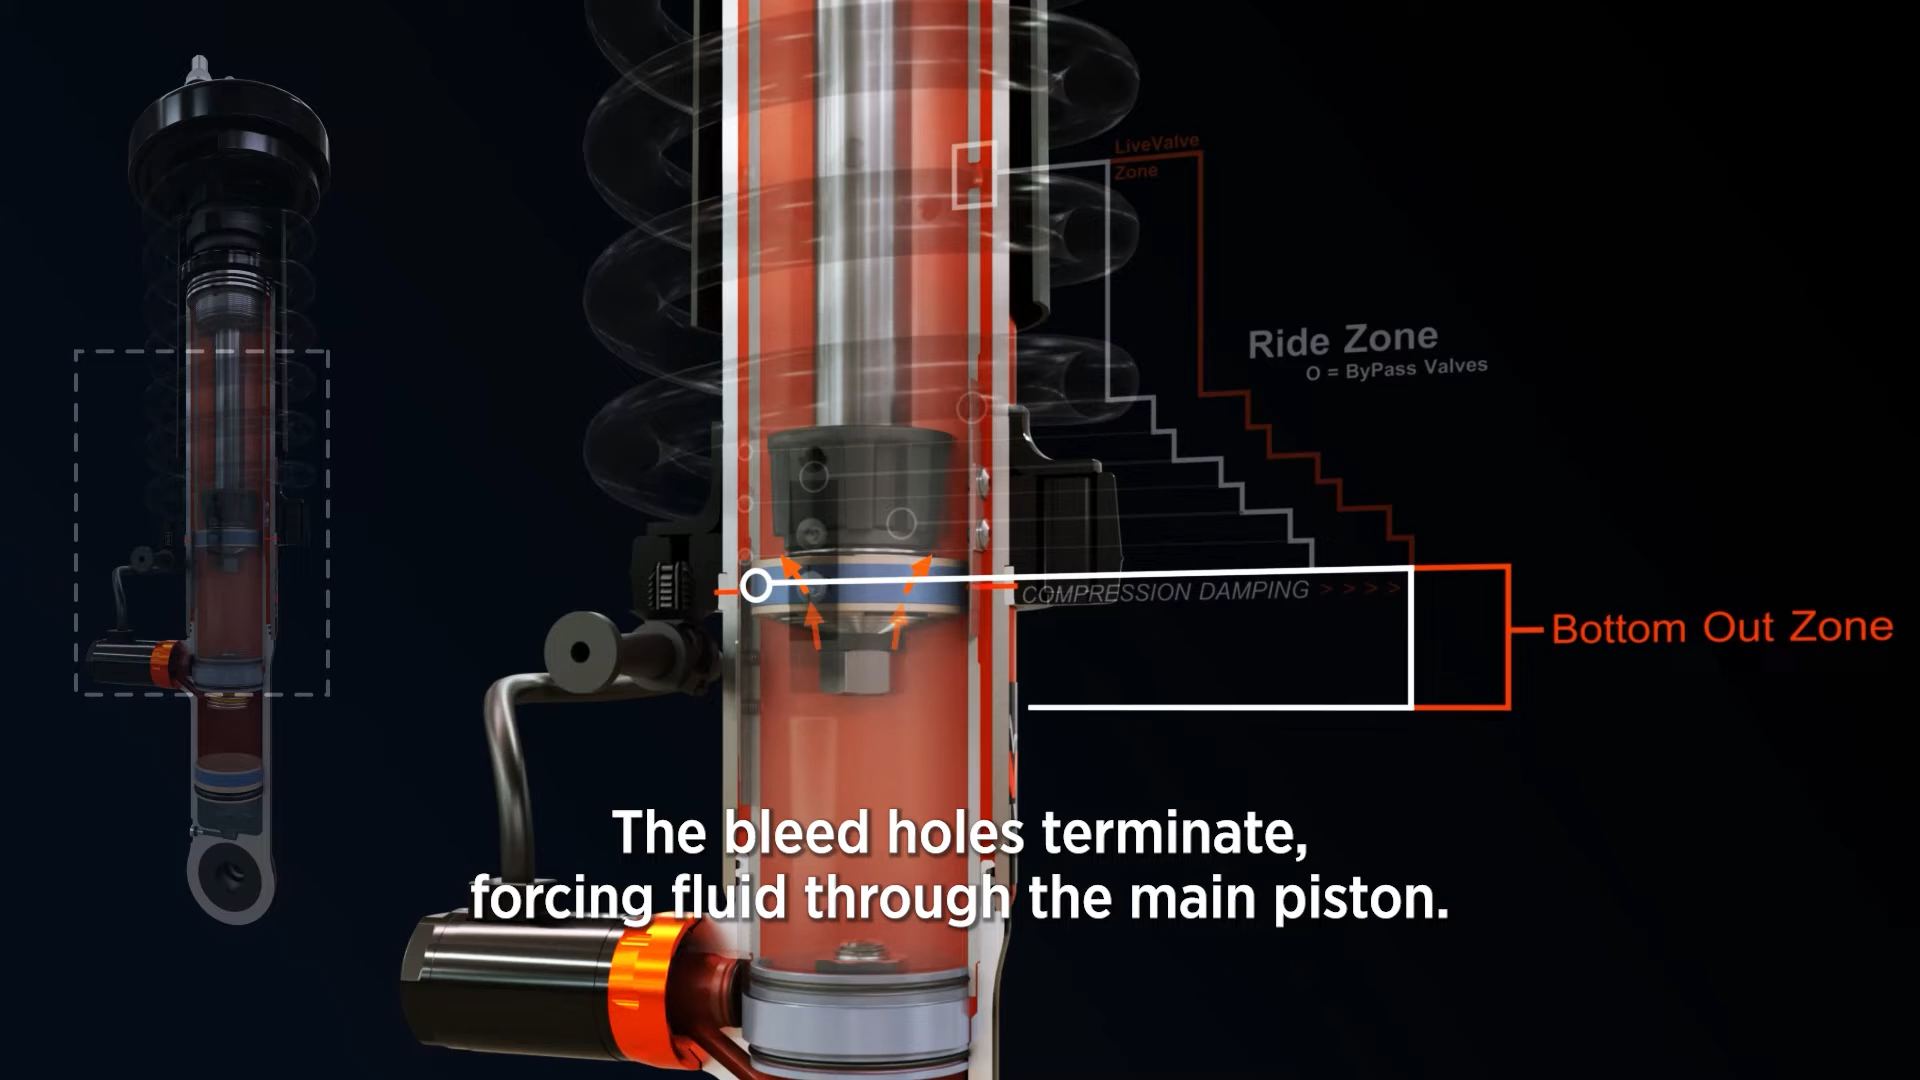 LiveValve
Zone
Ride Zone
O = ByPass Valves
COMPRESSION DAMPING > > > >
Bottom Out Zone
The bleed holes terminate,
forcing fluid through the main piston.